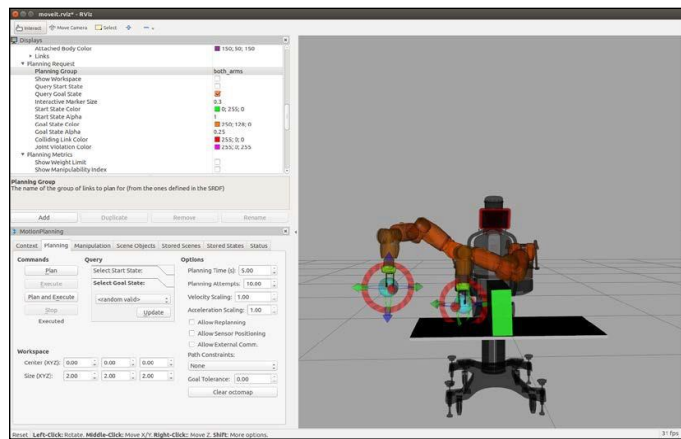 moveit.rviz* - RViz
Interact Move Camera Select
Displays
Attached Body Color 150; 50; 150
Links
Planning Request
Planning Group both_arms
Show Workspace
Query Start State
Query Goal State
Interactive Marker Size 0.3
Start State Color 0; 255; 0
Start State Alpha 1
Goal State Color 250; 128; 0
Goal State Alpha 0.25
Colliding Link Color 255; 0; 0
Joint Violation Color 255; 0; 255
Planning Metrics
Show Weight Limit
Show Manipulability Index
Planning Group
The name of the group of links to plan for (from the ones defined in the SRDF)
Add Duplicate Remove Rename
MotionPlanning
Context Planning Manipulation Scene Objects Stored Scenes Stored States Status
Commands Query Options
Plan Select Start State: Planning Time (s): 5.00
Execute Select Goal State: Planning Attempts: 10.00
Plan and Execute <random valid> Velocity Scaling: 1.00
Stop Update Acceleration Scaling: 1.00
Executed Allow Replanning
Allow Sensor Positioning
Allow External Comm.
Workspace Path Constraints:
Center (XYZ): 0.00 0.00 0.00 None
Size (XYZ): 2.00 2.00 2.00 Goal Tolerance: 0.00
Clear octomap
Reset Left-Click: Rotate. Middle-Click: Move X/Y. Right-Click: Move Z. Shift: More options. 31 fps